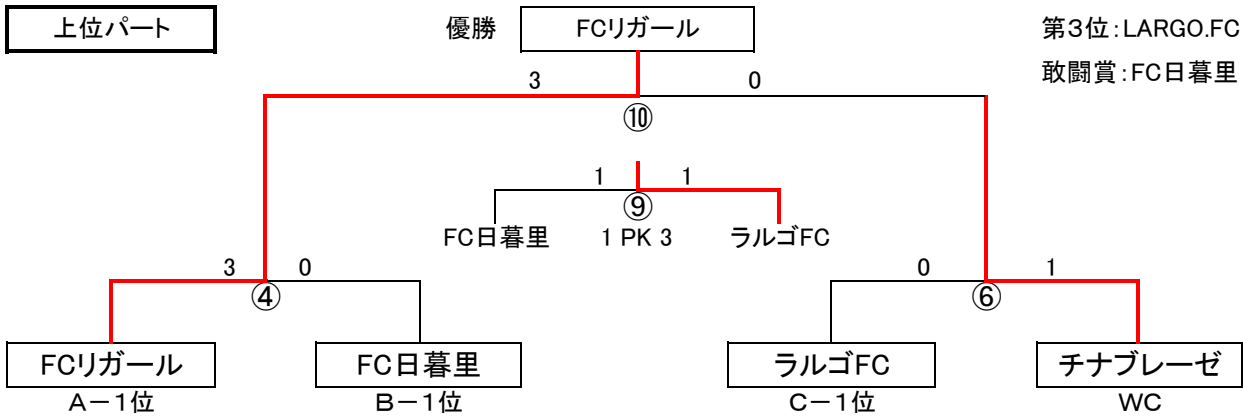 上位パート
優勝 FCリガール
第3位:LARGO.FC
敢闘賞:FC日暮里
3 0
⑩
1 1
⑨
FC日暮里 1 PK 3 ラルゴFC
3 0 0 1
④ ⑥
FCリガール FC日暮里 ラルゴFC チナブレーゼ
A-1位 B-1位 C-1位 WC